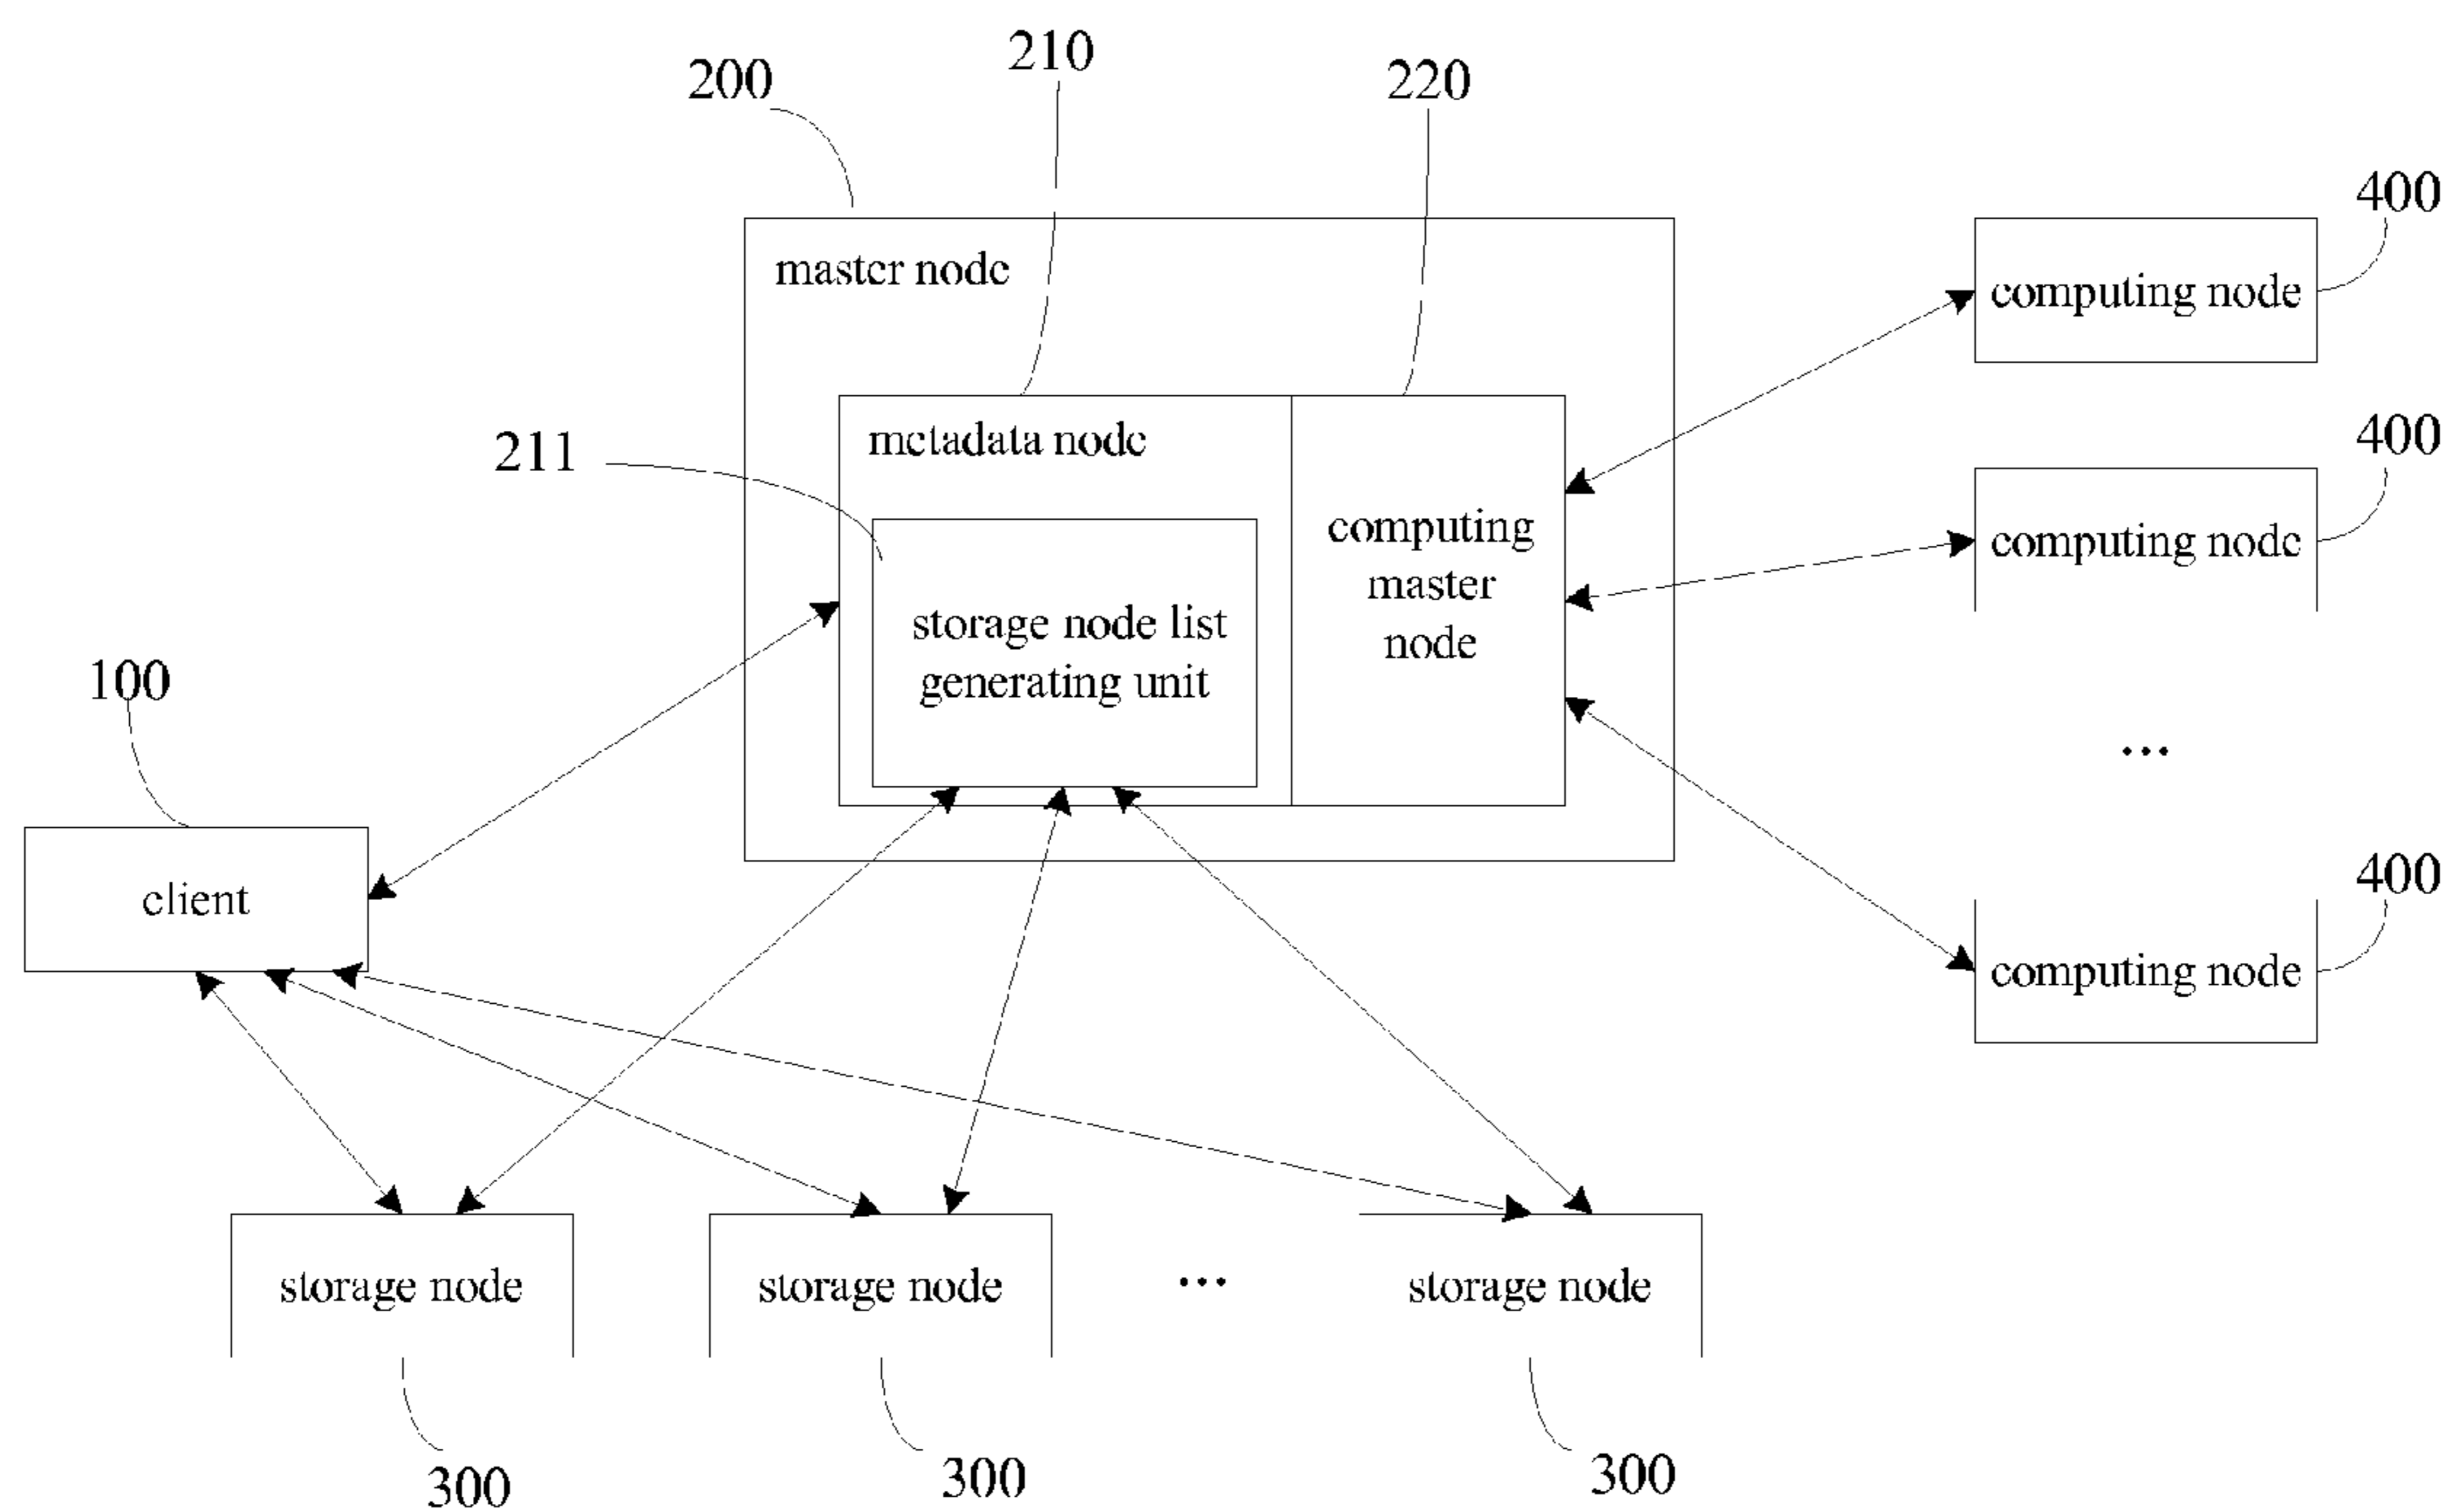 210
200
220
400
master node
computing node
400
metadata node
211
computing node
computing
master
node
storage node list
generating unit
100
...
400
client
computing node
storage node
storage node
...
storage node
300
300
300